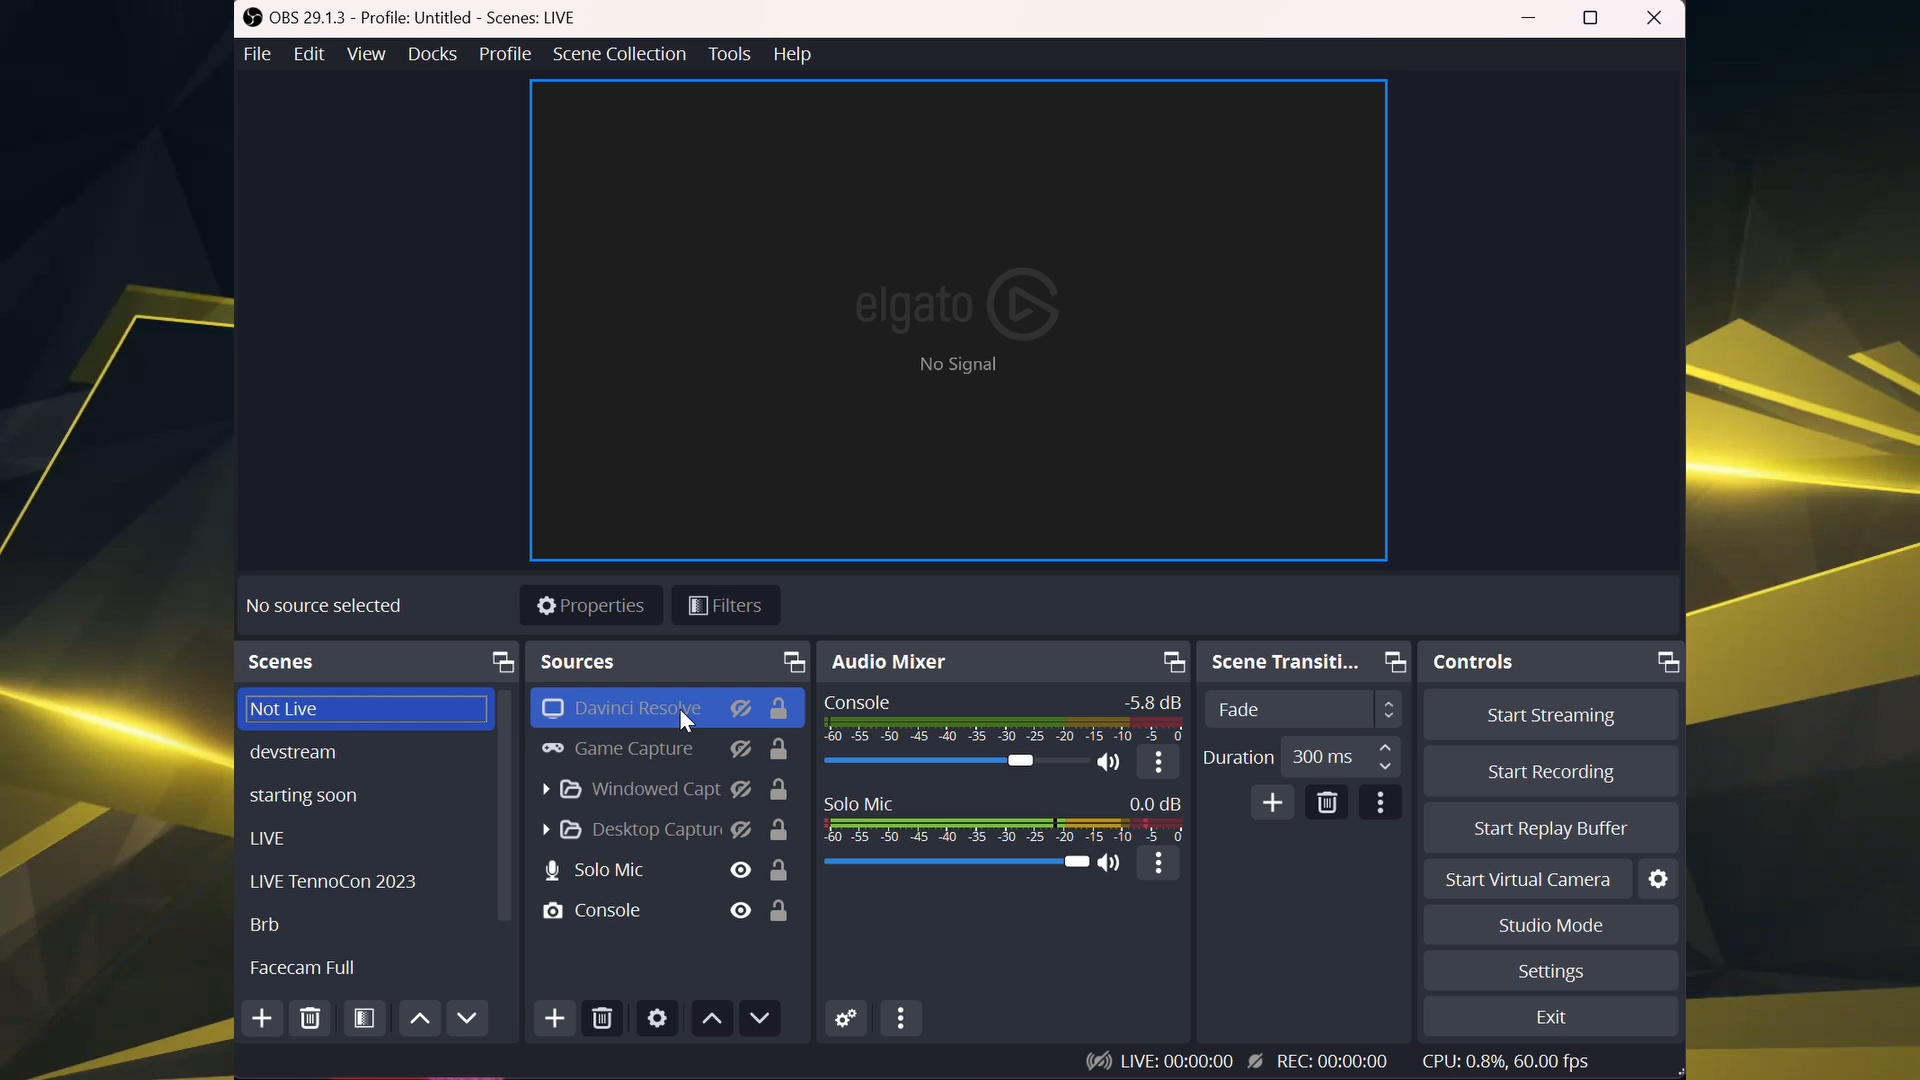 OBS 29.1.3 - Profile: Untitled - Scenes: LIVE
File Edit View Docks Profile Scene Collection Tools Help
elgato
No Signal
No source selected Properties Filters
Scenes
Not Live
devstream
starting soon
LIVE
LIVE TennoCon 2023
Brb
Facecam Full
Sources
Davinci Resolve
Game Capture
Windowed Capt
Desktop Captur
Solo Mic
Console
Audio Mixer
Console -5.8 dB
-60 -55 -50 -45 -40 -35 -30 -25 -20 -15 -10 -5 0
Solo Mic 0.0 dB
-60 -55 -50 -45 -40 -35 -30 -25 -20 -15 -10 -5 0
Scene Transiti...
Fade
Duration 300 ms
Controls
Start Streaming
Start Recording
Start Replay Buffer
Start Virtual Camera
Studio Mode
Settings
Exit
LIVE: 00:00:00 REC: 00:00:00 CPU: 0.8%, 60.00 fps